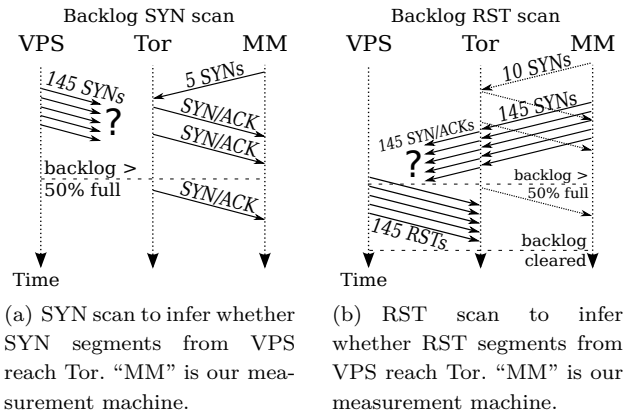 Backlog SYN scan
VPS Tor MM
145 SYNs
5 SYNs
SYN/ACK
?
SYN/ACK
backlog >
50% full
SYN/ACK
Time
(a) SYN scan to infer whether
SYN segments from VPS
reach Tor. “MM” is our mea-
surement machine.
Backlog RST scan
VPS Tor MM
10 SYNs
145 SYNs
145 SYN/ACKs
?
backlog >
50% full
145 RSTs
backlog
cleared
Time
(b) RST scan to infer
whether RST segments from
VPS reach Tor. “MM” is our
measurement machine.